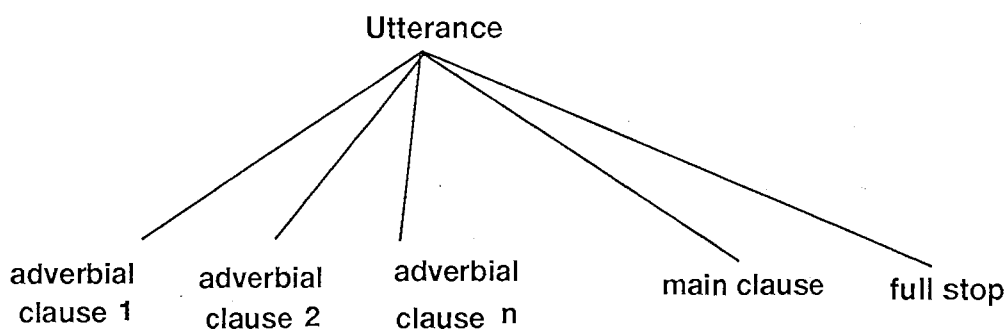 Utterance
adverbial clause 1
adverbial clause 2
adverbial clause n
main clause
full stop